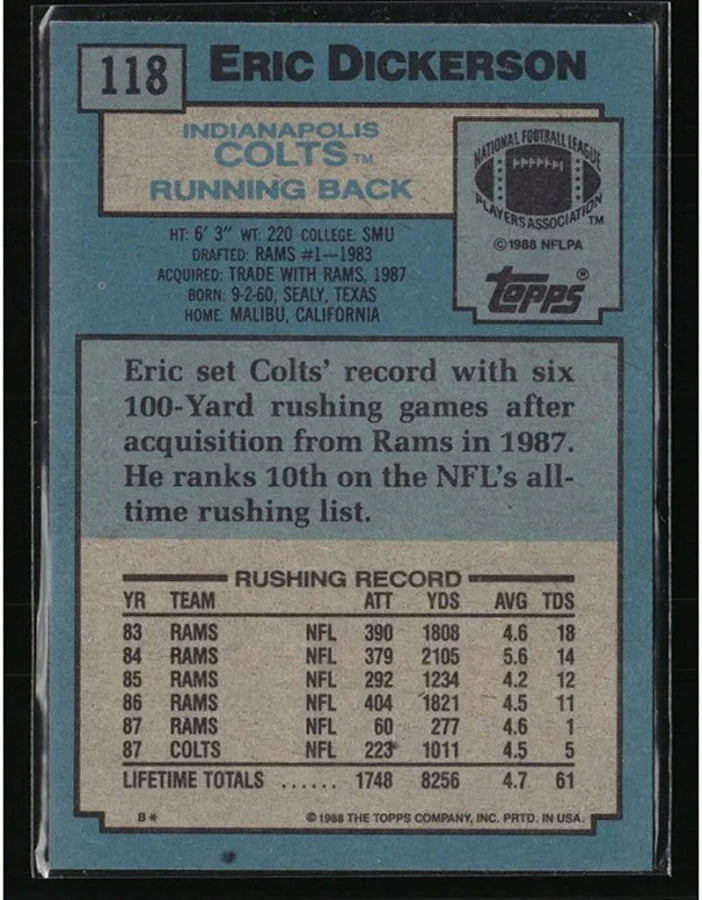 118 ERIC DICKERSON
INDIANAPOLIS
COLTS™
RUNNING BACK
NATIONAL FOOTBALL LEAGUE
PLAYERS ASSOCIATION™
©1988 NFLPA
TOPPS®
HT: 6' 3" WT: 220 COLLEGE: SMU
DRAFTED: RAMS #1—1983
ACQUIRED: TRADE WITH RAMS, 1987
BORN: 9-2-60, SEALY, TEXAS
HOME: MALIBU, CALIFORNIA
Eric set Colts' record with six
100-Yard rushing games after
acquisition from Rams in 1987.
He ranks 10th on the NFL's all-
time rushing list.
RUSHING RECORD
YR TEAM ATT YDS AVG TDS
83 RAMS NFL 390 1808 4.6 18
84 RAMS NFL 379 2105 5.6 14
85 RAMS NFL 292 1234 4.2 12
86 RAMS NFL 404 1821 4.5 11
87 RAMS NFL 60 277 4.6 1
87 COLTS NFL 223 1011 4.5 5
LIFETIME TOTALS ...... 1748 8256 4.7 61
B* ©1988 THE TOPPS COMPANY, INC. PRTD. IN USA.